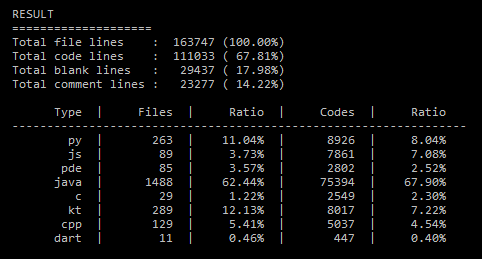 RESULT
====================
Total file lines    :  163747 (100.00%)
Total code lines    :  111033 ( 67.81%)
Total blank lines   :   29437 ( 17.98%)
Total comment lines :   23277 ( 14.22%)
      Type  |     Files  |     Ratio  |     Codes  |     Ratio
-----------------------------------------------------------------
        py  |       263  |    11.04%  |      8926  |     8.04%
        js  |        89  |     3.73%  |      7861  |     7.08%
       pde  |        85  |     3.57%  |      2802  |     2.52%
      java  |      1488  |    62.44%  |     75394  |    67.90%
         c  |        29  |     1.22%  |      2549  |     2.30%
        kt  |       289  |    12.13%  |      8017  |     7.22%
       cpp  |       129  |     5.41%  |      5037  |     4.54%
      dart  |        11  |     0.46%  |       447  |     0.40%